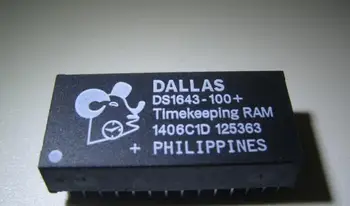 DALLAS
DS1643-100+
Timekeeping RAM
1406C1D 125363
+ PHILIPPINES